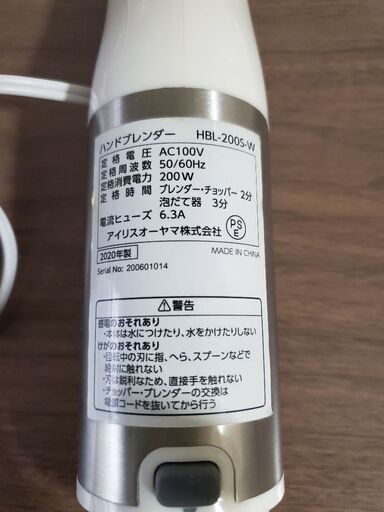 ハンドブレンダー HBL-200S-W
定格電圧 AC100V
定格周波数 50/60Hz
定格消費電力 200W
定格時間 ブレンダー・チョッパー 2分
泡だて器 3分
電流ヒューズ 6.3A
アイリスオーヤマ株式会社
PSE
2020年製
MADE IN CHINA
Serial No: 200601014
⚠警告
感電のおそれあり
・本体は水につけたり、水をかけたりしない
けがのおそれあり
・回転中の刃に指、へら、スプーンなどで
絶対に触れない
・刃は鋭利なため、直接手を触れない
・チョッパー・ブレンダーの交換は
電源コードを抜いてから行う